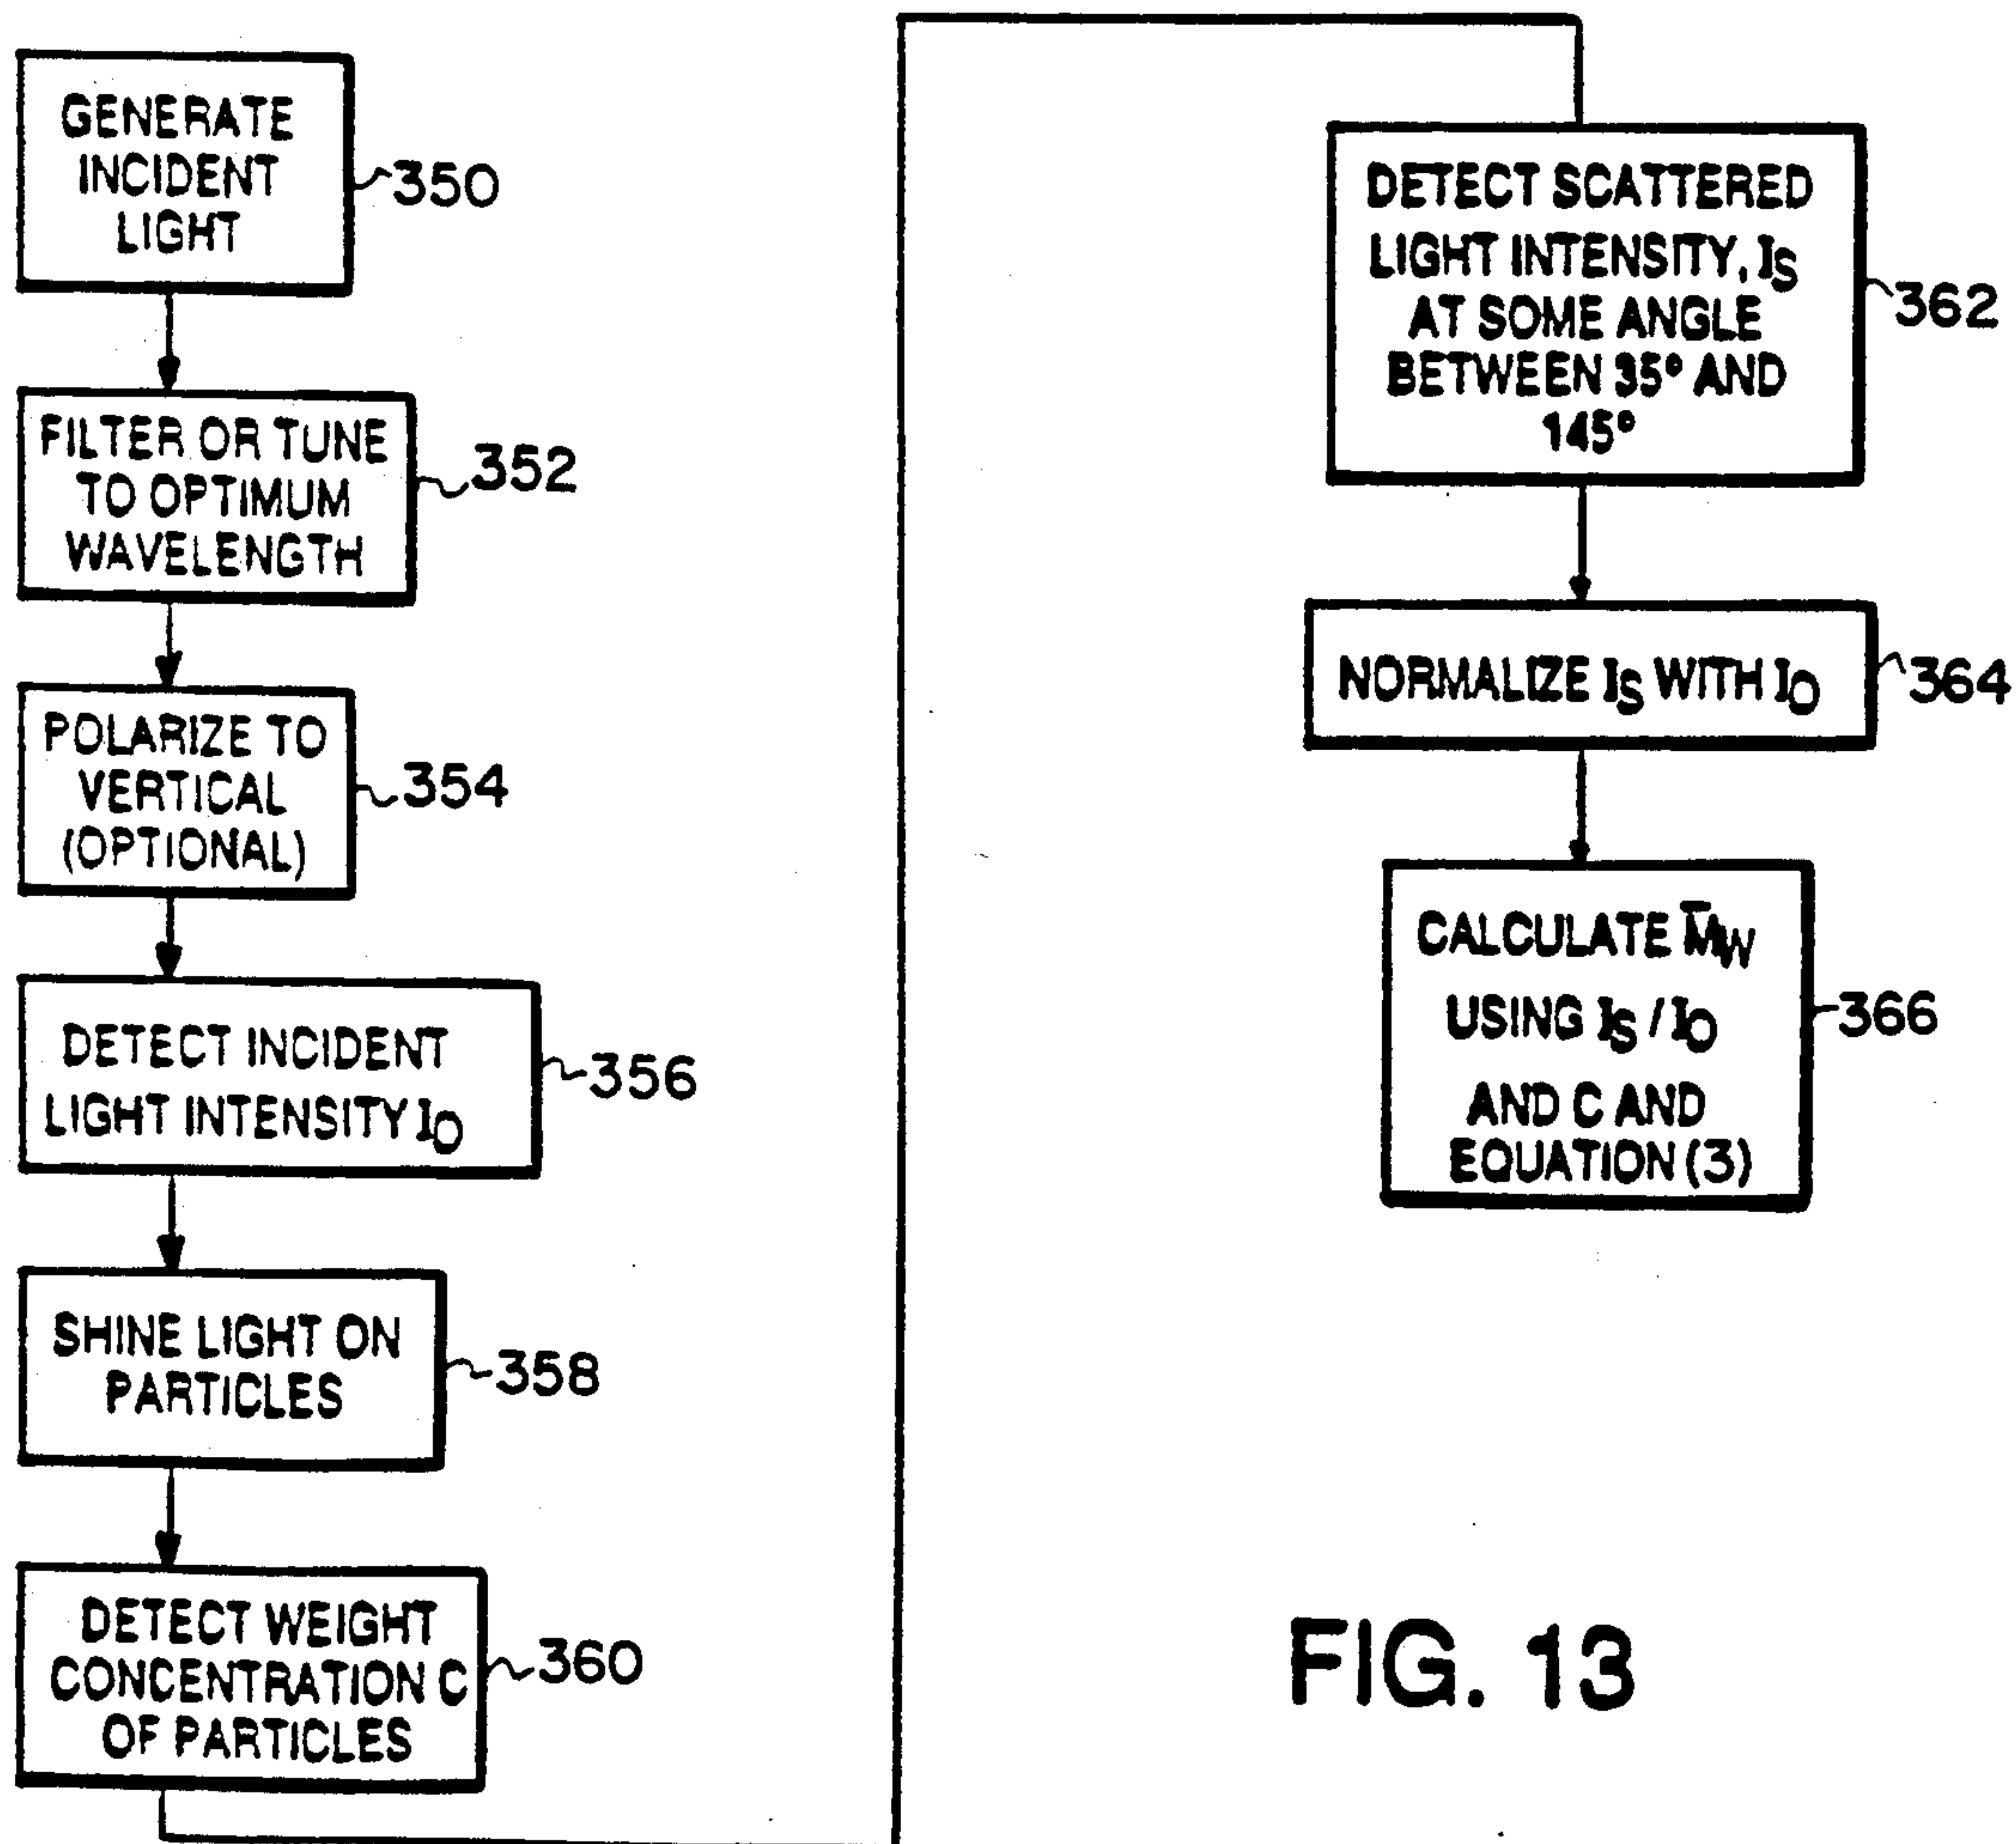 GENERATE
INCIDENT
LIGHT
350
FILTER OR TUNE
TO OPTIMUM
WAVELENGTH
352
POLARIZE TO
VERTICAL
(OPTIONAL)
354
DETECT INCIDENT
LIGHT INTENSITY IO
356
SHINE LIGHT ON
PARTICLES
358
DETECT WEIGHT
CONCENTRATION C
OF PARTICLES
360
DETECT SCATTERED
LIGHT INTENSITY, IS
AT SOME ANGLE
BETWEEN 35° AND
145°
362
NORMALIZE IS WITH IO
364
CALCULATE M̄W
USING IS / IO
AND C AND
EQUATION (3)
366
FIG. 13